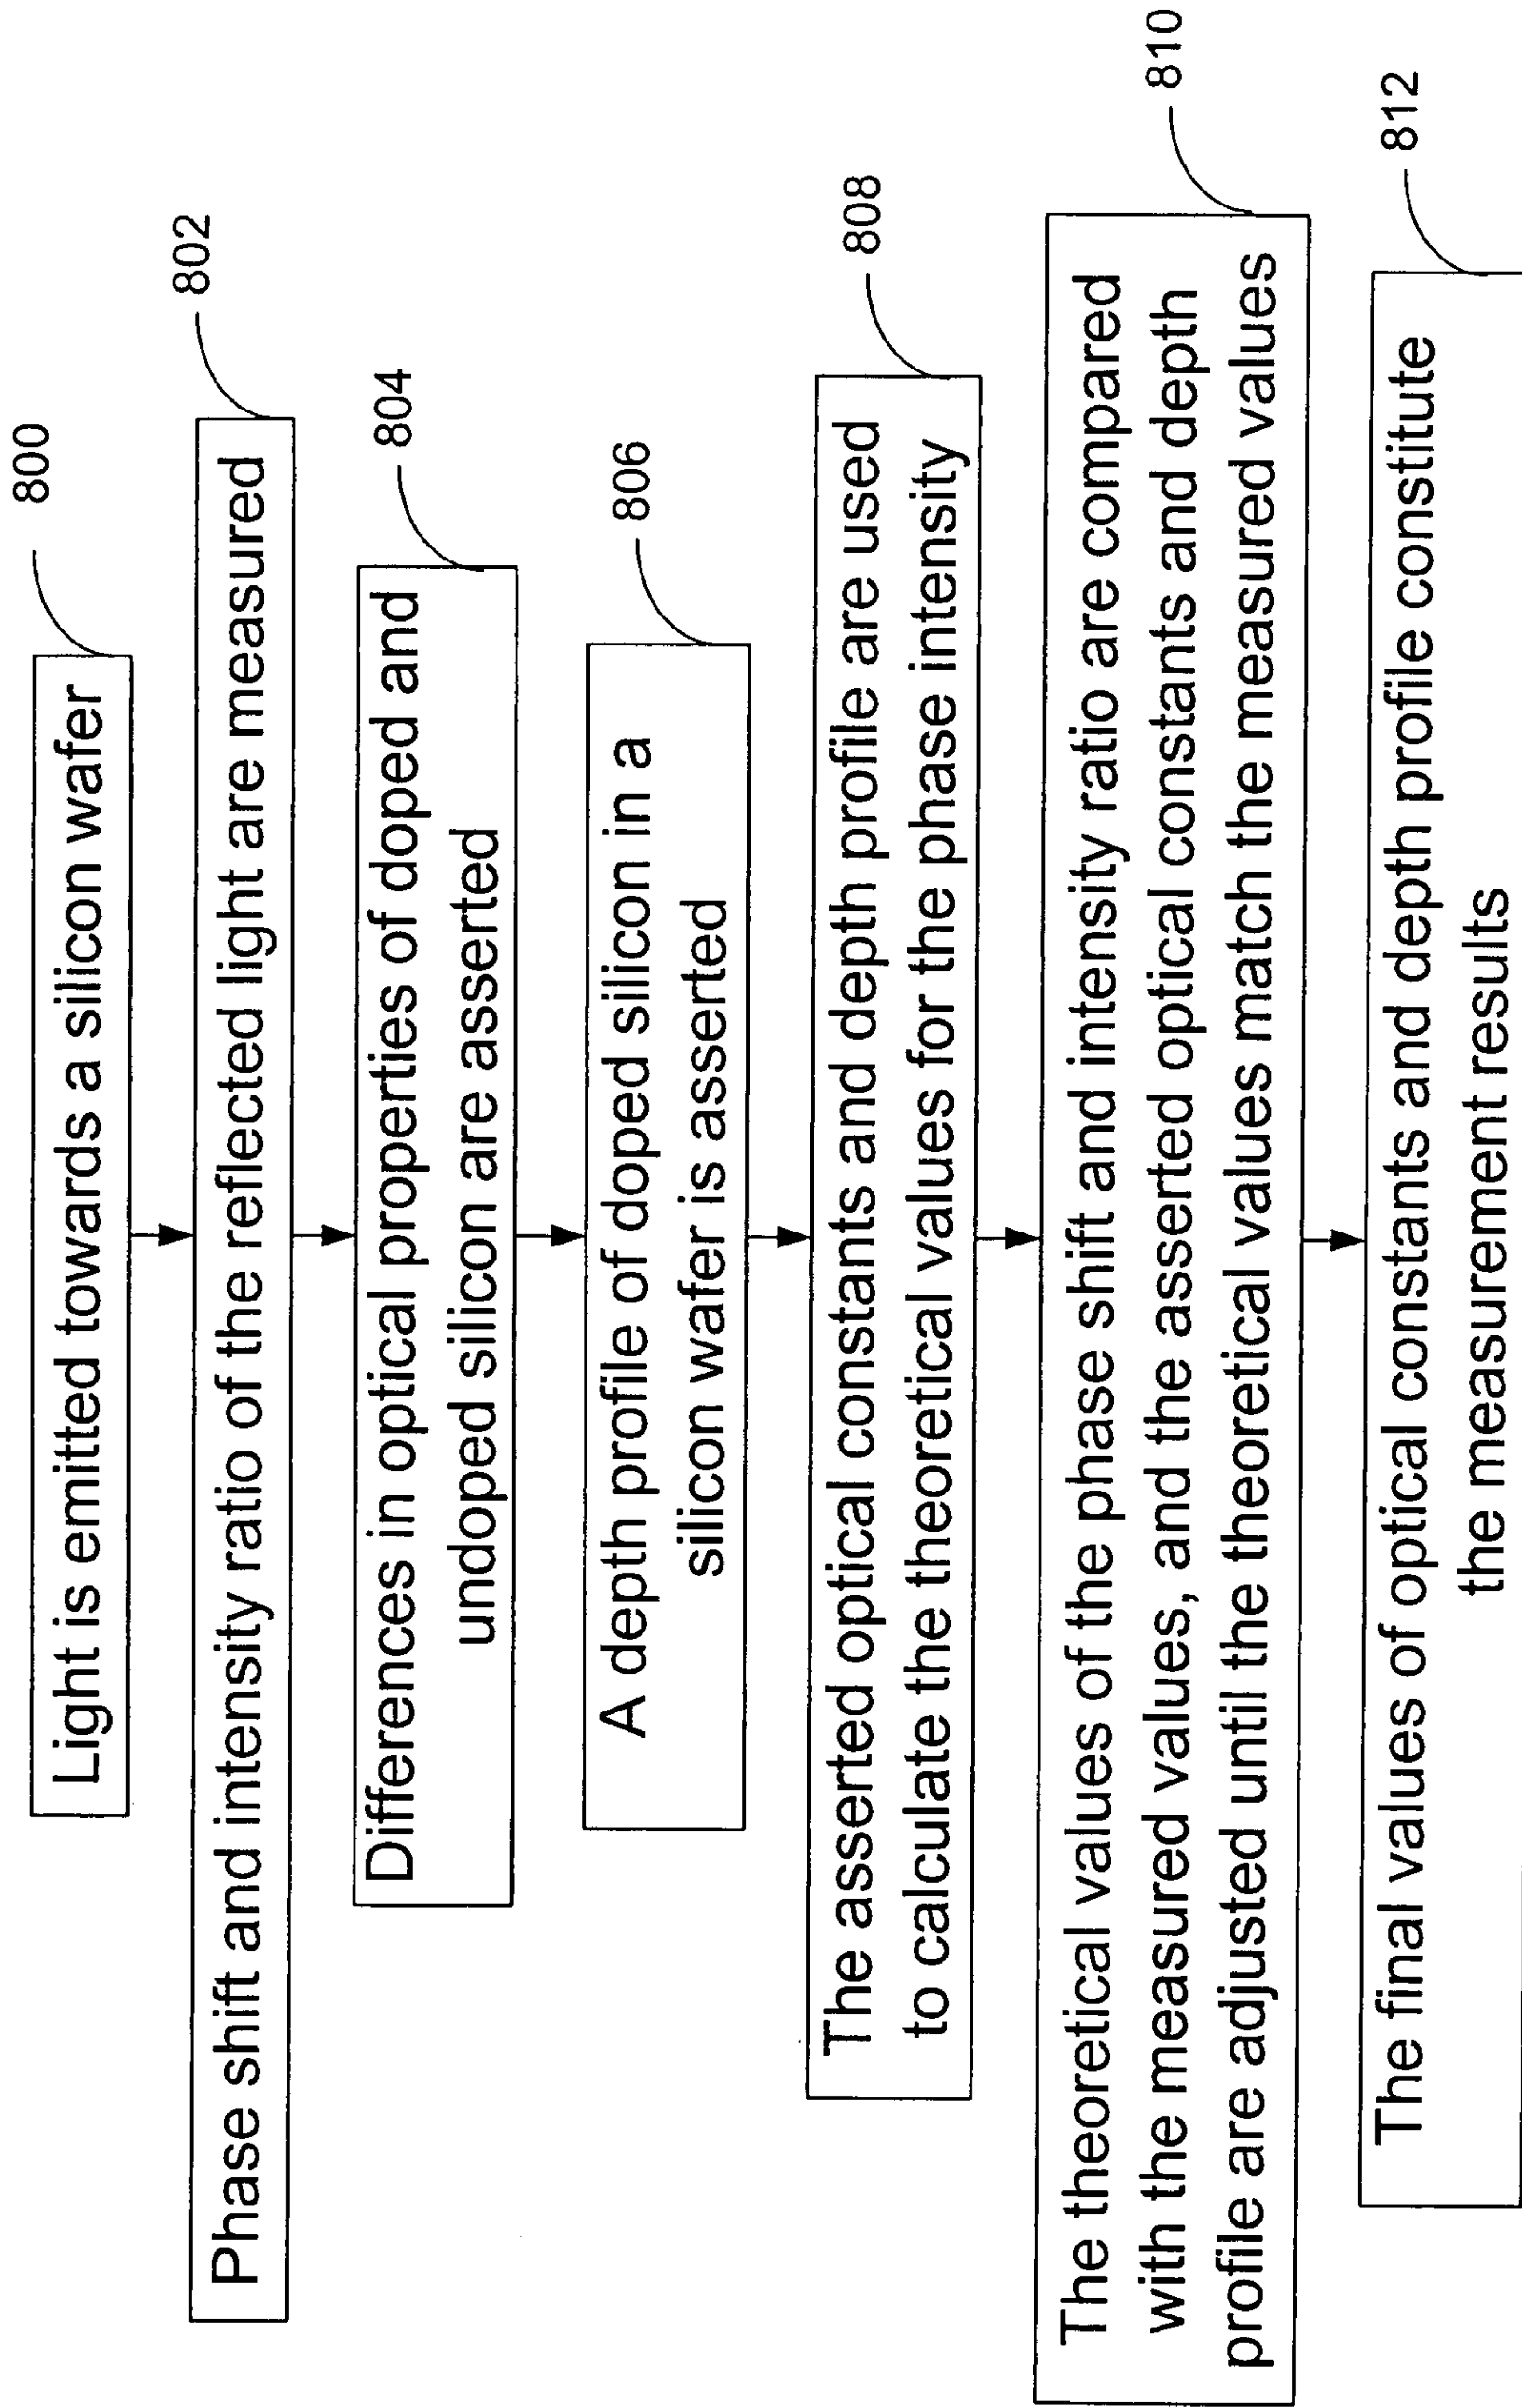 800
Light is emitted towards a silicon wafer
802
Phase shift and intensity ratio of the reflected light are measured
804
Differences in optical properties of doped and
undoped silicon are asserted
806
A depth profile of doped silicon in a
silicon wafer is asserted
808
The asserted optical constants and depth profile are used
to calculate the theoretical values for the phase intensity
810
The theoretical values of the phase shift and intensity ratio are compared
with the measured values, and the asserted optical constants and depth
profile are adjusted until the theoretical values match the measured values
812
The final values of optical constants and depth profile constitute
the measurement results